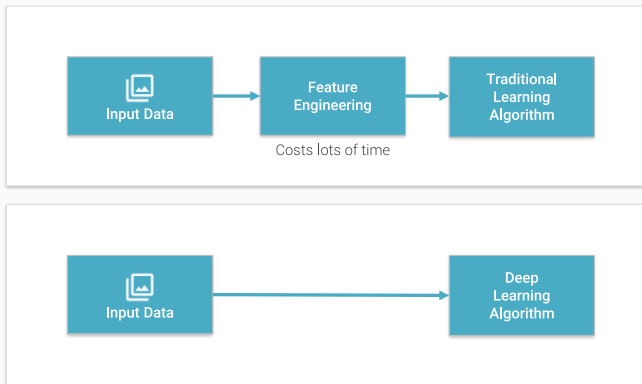 Input Data
Feature
Engineering
Traditional
Learning
Algorithm
Costs lots of time
Input Data
Deep
Learning
Algorithm